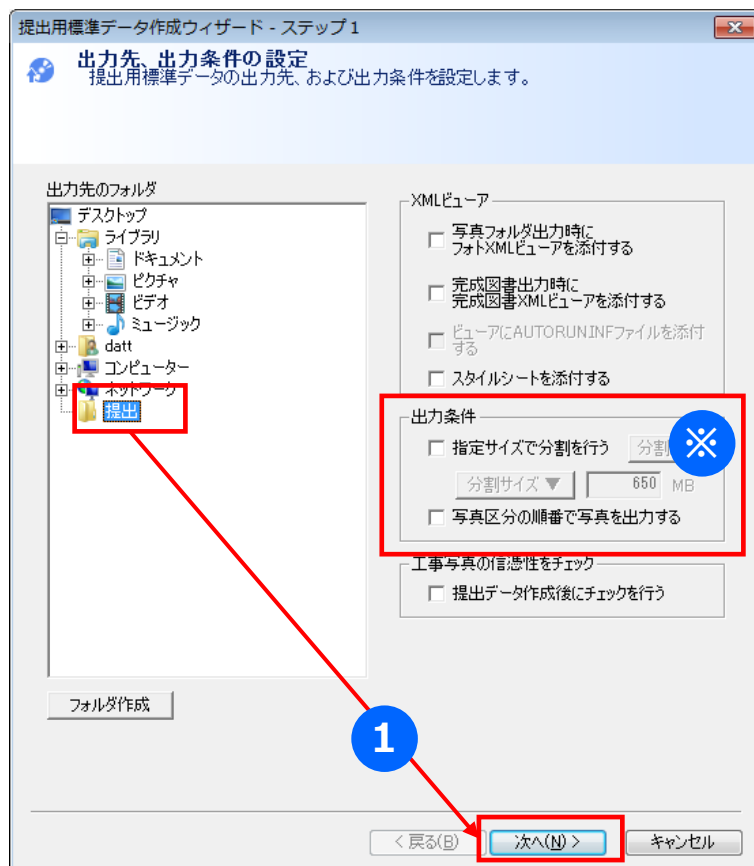 提出用標準データ作成ウィザード - ステップ1
出力先、出力条件の設定
提出用標準データの出力先、および出力条件を設定します。
出力先のフォルダ
デスクトップ
ライブラリ
ドキュメント
ピクチャ
ビデオ
ミュージック
datt
コンピューター
ネットワーク
提出
フォルダ作成
XMLビューア
写真フォルダ出力時に
フォトXMLビューアを添付する
完成図書出力時に
完成図書XMLビューアを添付する
ビューアにAUTORUN.INFファイルを添付
する
スタイルシートを添付する
出力条件
指定サイズで分割を行う 分割
※
分割サイズ ▼ 650 MB
写真区分の順番で写真を出力する
工事写真の信憑性をチェック
提出データ作成後にチェックを行う
1
< 戻る(B) 次へ(N) > キャンセル